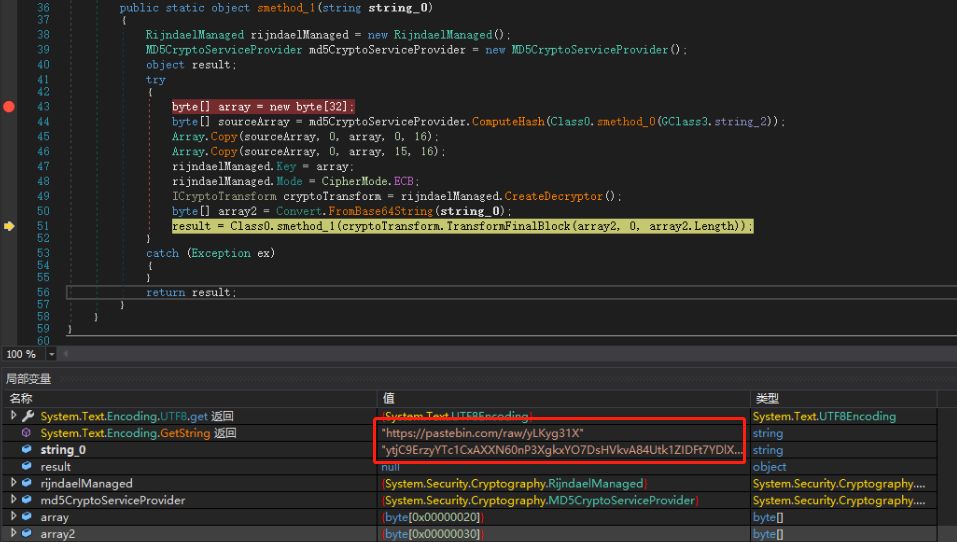 36 public static object smethod_1(string string_0)
37 {
38 RijndaelManaged rijndaelManaged = new RijndaelManaged();
39 MD5CryptoServiceProvider md5CryptoServiceProvider = new MD5CryptoServiceProvider();
40 object result;
41 try
42 {
43 byte[] array = new byte[32];
44 byte[] sourceArray = md5CryptoServiceProvider.ComputeHash(Class0.smethod_0(GClass3.string_2));
45 Array.Copy(sourceArray, 0, array, 0, 16);
46 Array.Copy(sourceArray, 0, array, 15, 16);
47 rijndaelManaged.Key = array;
48 rijndaelManaged.Mode = CipherMode.ECB;
49 ICryptoTransform cryptoTransform = rijndaelManaged.CreateDecryptor();
50 byte[] array2 = Convert.FromBase64String(string_0);
51 result = Class0.smethod_1(cryptoTransform.TransformFinalBlock(array2, 0, array2.Length));
52 }
53 catch (Exception ex)
54 {
55 }
56 return result;
57 }
58 }
59 }
60
100 %
局部变量
名称 值 类型
System.Text.Encoding.UTF8.get 返回 {System.Text.UTF8Encoding} System.Text.UTF8Encoding
System.Text.Encoding.GetString 返回 "https://pastebin.com/raw/yLKyg31X" string
string_0 "ytjC9ErzyYTc1CxAXXN60nP3XgkxYO7DsHVkvA84Utk1ZIDFt7YDlX... string
result null object
rijndaelManaged {System.Security.Cryptography.RijndaelManaged} System.Security.Cryptography....
md5CryptoServiceProvider {System.Security.Cryptography.MD5CryptoServiceProvider} System.Security.Cryptography....
array {byte[0x00000020]} byte[]
array2 {byte[0x00000030]} byte[]